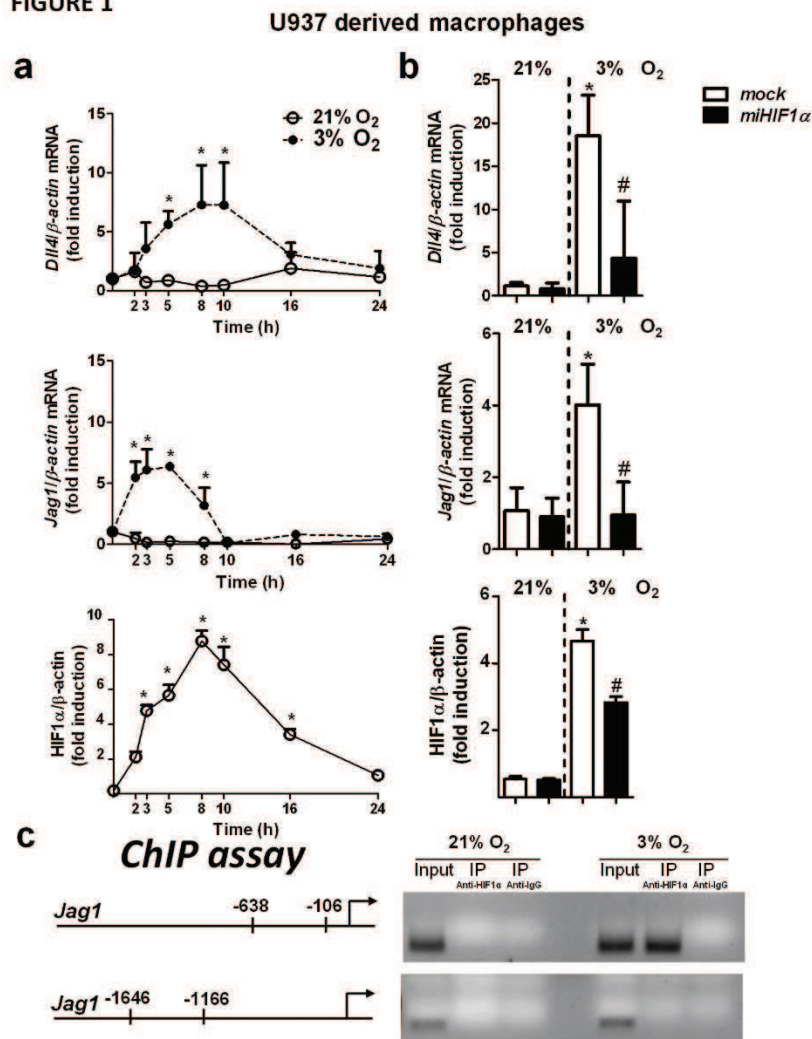 FIGURE 1
U937 derived macrophages
a
Dll4/β-actin mRNA
(fold induction)
15
10
5
0
21% O2
3% O2
*
*
*
2 3 5 8 10 16 24
Time (h)
Jag1/β-actin mRNA
(fold induction)
15
10
5
0
* * * *
2 3 5 8 10 16 24
Time (h)
HIF1α/β-actin
(fold induction)
10
8
6
4
2
* * * * *
2 3 5 8 10 16 24
Time (h)
b
21% 3% O2
mock
miHIF1α
Dll4/β-actin mRNA
(fold induction)
25
20
15
10
5
0
*
#
21% 3% O2
Jag1/β-actin mRNA
(fold induction)
6
4
2
0
*
#
21% 3% O2
HIF1α/β-actin
(fold induction)
6
4
2
*
#
c
ChIP assay
21% O2 3% O2
Input IP IP Input IP IP
Anti-HIF1α Anti-IgG Anti-HIF1α Anti-IgG
Jag1 -638 -106
Jag1 -1646 -1166